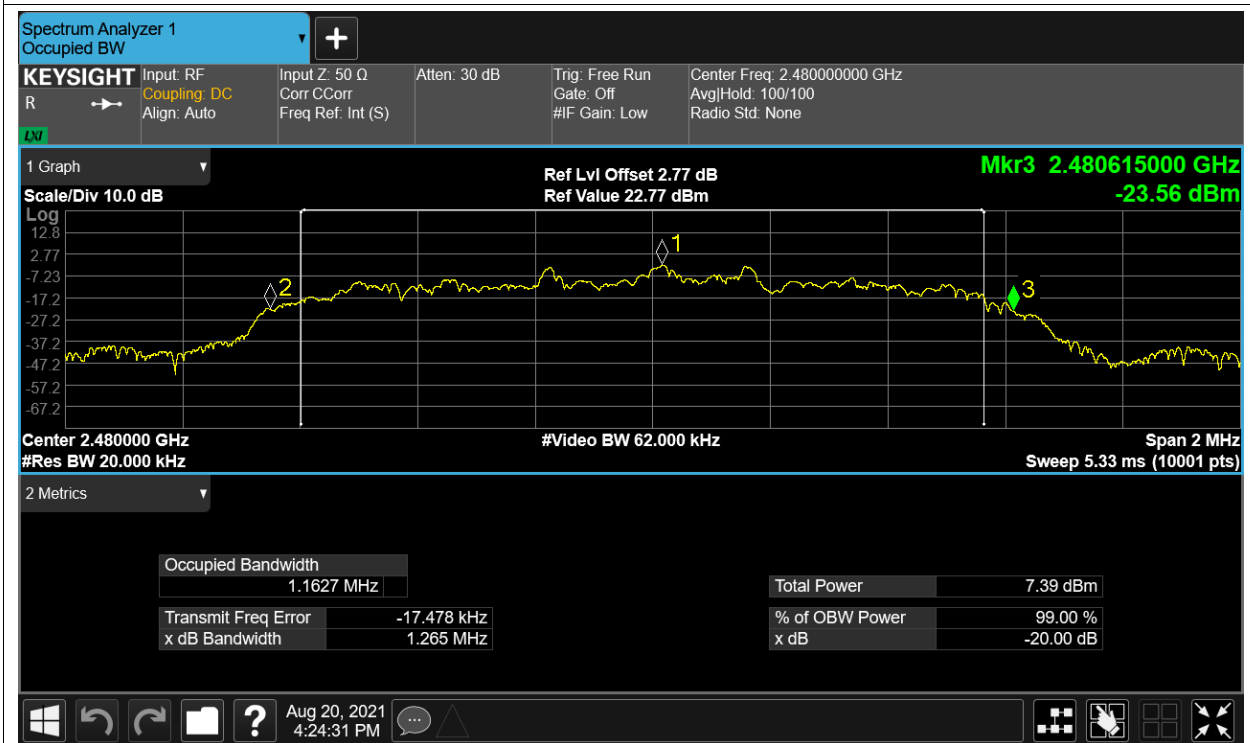 Spectrum Analyzer 1
Occupied BW
KEYSIGHT Input: RF Input Z: 50 Ω Atten: 30 dB Trig: Free Run Center Freq: 2.480000000 GHz
R Coupling: DC Corr CCorr Gate: Off Avg|Hold: 100/100
Align: Auto Freq Ref: Int (S) #IF Gain: Low Radio Std: None
LXI
1 Graph Ref Lvl Offset 2.77 dB Mkr3 2.480615000 GHz
Scale/Div 10.0 dB Ref Value 22.77 dBm -23.56 dBm
Log
12.8
2.77
-7.23
-17.2
-27.2
-37.2
-47.2
-57.2
-67.2
1
2
3
Center 2.480000 GHz #Video BW 62.000 kHz Span 2 MHz
#Res BW 20.000 kHz Sweep 5.33 ms (10001 pts)
2 Metrics
Occupied Bandwidth
1.1627 MHz Total Power 7.39 dBm
Transmit Freq Error -17.478 kHz % of OBW Power 99.00 %
x dB Bandwidth 1.265 MHz x dB -20.00 dB
? Aug 20, 2021
4:24:31 PM